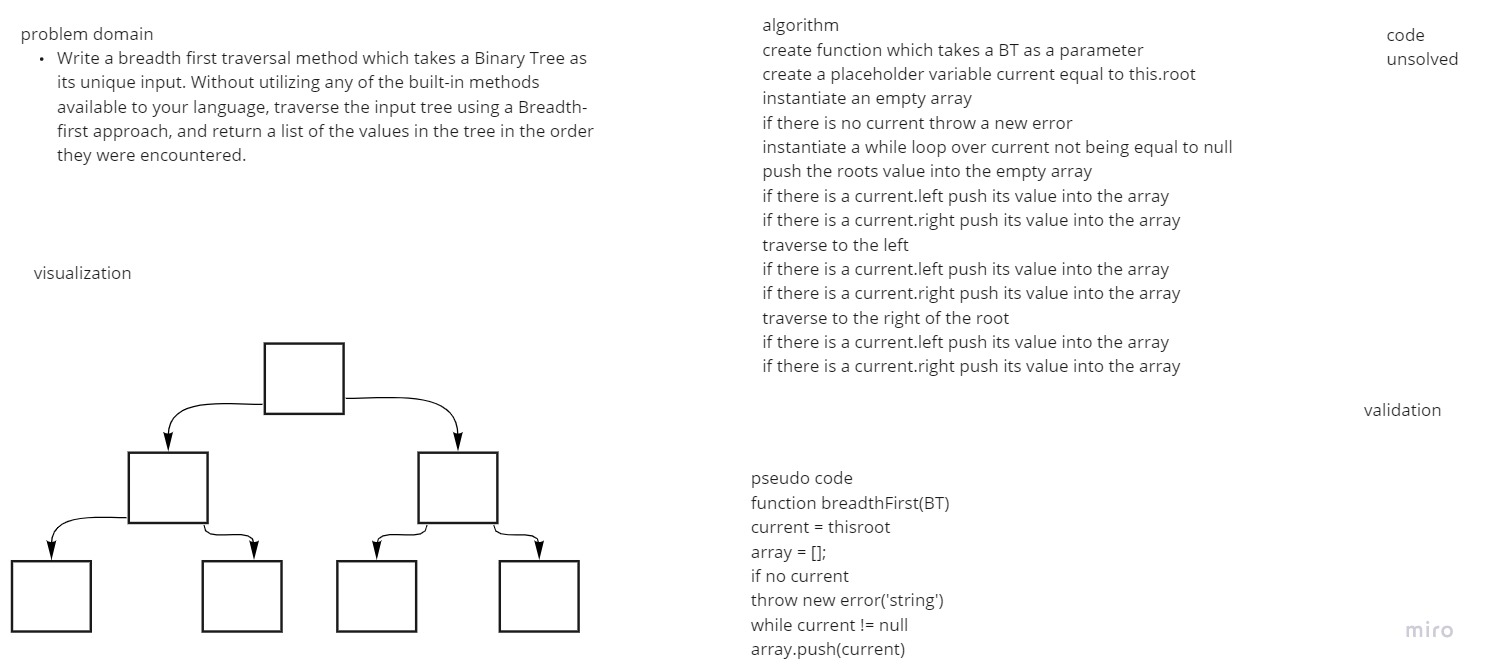 problem domain
• Write a breadth first traversal method which takes a Binary Tree as
its unique input. Without utilizing any of the built-in methods
available to your language, traverse the input tree using a Breadth-
first approach, and return a list of the values in the tree in the order
they were encountered.
visualization
algorithm
create function which takes a BT as a parameter
create a placeholder variable current equal to this.root
instantiate an empty array
if there is no current throw a new error
instantiate a while loop over current not being equal to null
push the roots value into the empty array
if there is a current.left push its value into the array
if there is a current.right push its value into the array
traverse to the left
if there is a current.left push its value into the array
if there is a current.right push its value into the array
traverse to the right of the root
if there is a current.left push its value into the array
if there is a current.right push its value into the array
pseudo code
function breadthFirst(BT)
current = thisroot
array = [];
if no current
throw new error('string')
while current != null
array.push(current)
code
unsolved
validation
miro